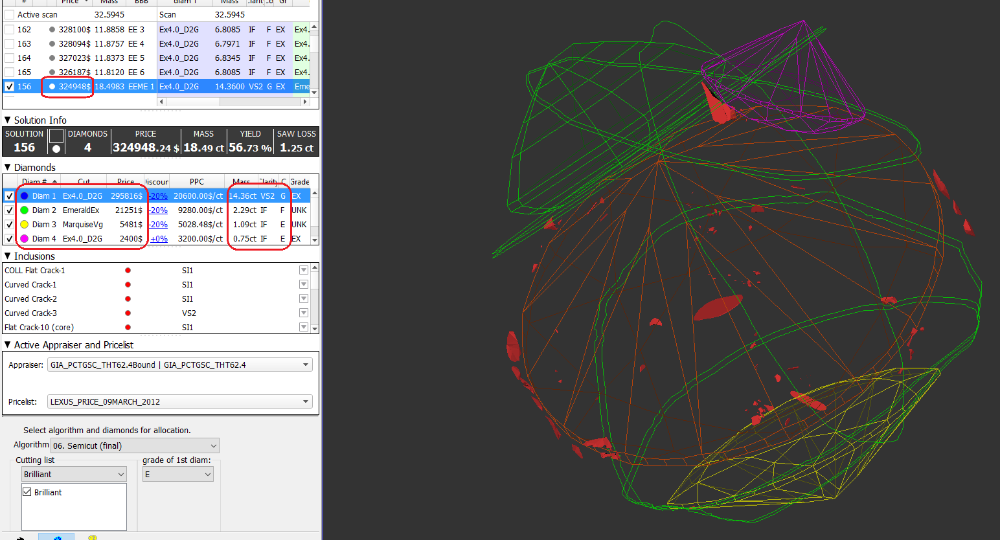 # Price Mass BBB diam 1 Mass Gr
Active scan 32.5945 Scan 32.5945
162 328100$ 11.8858 EE 3 Ex4.0_D2G 6.8085 IF F EX Ex4.
163 328094$ 11.8757 EE 4 Ex4.0_D2G 6.7971 IF F EX Ex4.
164 327023$ 11.8373 EE 5 Ex4.0_D2G 6.8345 IF F EX Ex4.
165 326187$ 11.8120 EE 6 Ex4.0_D2G 6.8085 IF F EX Ex4.
156 324948$ 18.4983 EEME 1 Ex4.0_D2G 14.3600 VS2 G EX Eme
Solution Info
SOLUTION DIAMONDS PRICE MASS YIELD SAW LOSS
156 4 324948.24 $ 18.49 ct 56.73 % 1.25 ct
Diamonds
Diam # Cut Price Discour PPC Mass Clarity C Grade
Diam 1 Ex4.0_D2G 295816$ -20% 20600.00$/ct 14.36ct VS2 G EX
Diam 2 EmeraldEx 21251$ -20% 9280.00$/ct 2.29ct IF F UNK
Diam 3 MarquiseVg 5481$ -20% 5028.48$/ct 1.09ct IF E UNK
Diam 4 Ex4.0_D2G 2400$ +0% 3200.00$/ct 0.75ct IF E EX
Inclusions
COLL Flat Crack-1 SI1
Curved Crack-1 SI1
Curved Crack-2 SI1
Curved Crack-3 VS2
Flat Crack-10 (core) SI1
Active Appraiser and Pricelist
Appraiser: GIA_PCTGSC_THT62.4Bound | GIA_PCTGSC_THT62.4
Pricelist: LEXUS_PRICE_09MARCH_2012
Select algorithm and diamonds for allocation.
Algorithm 06. Semicut (final)
Cutting list grade of 1st diam:
Brilliant E
Brilliant